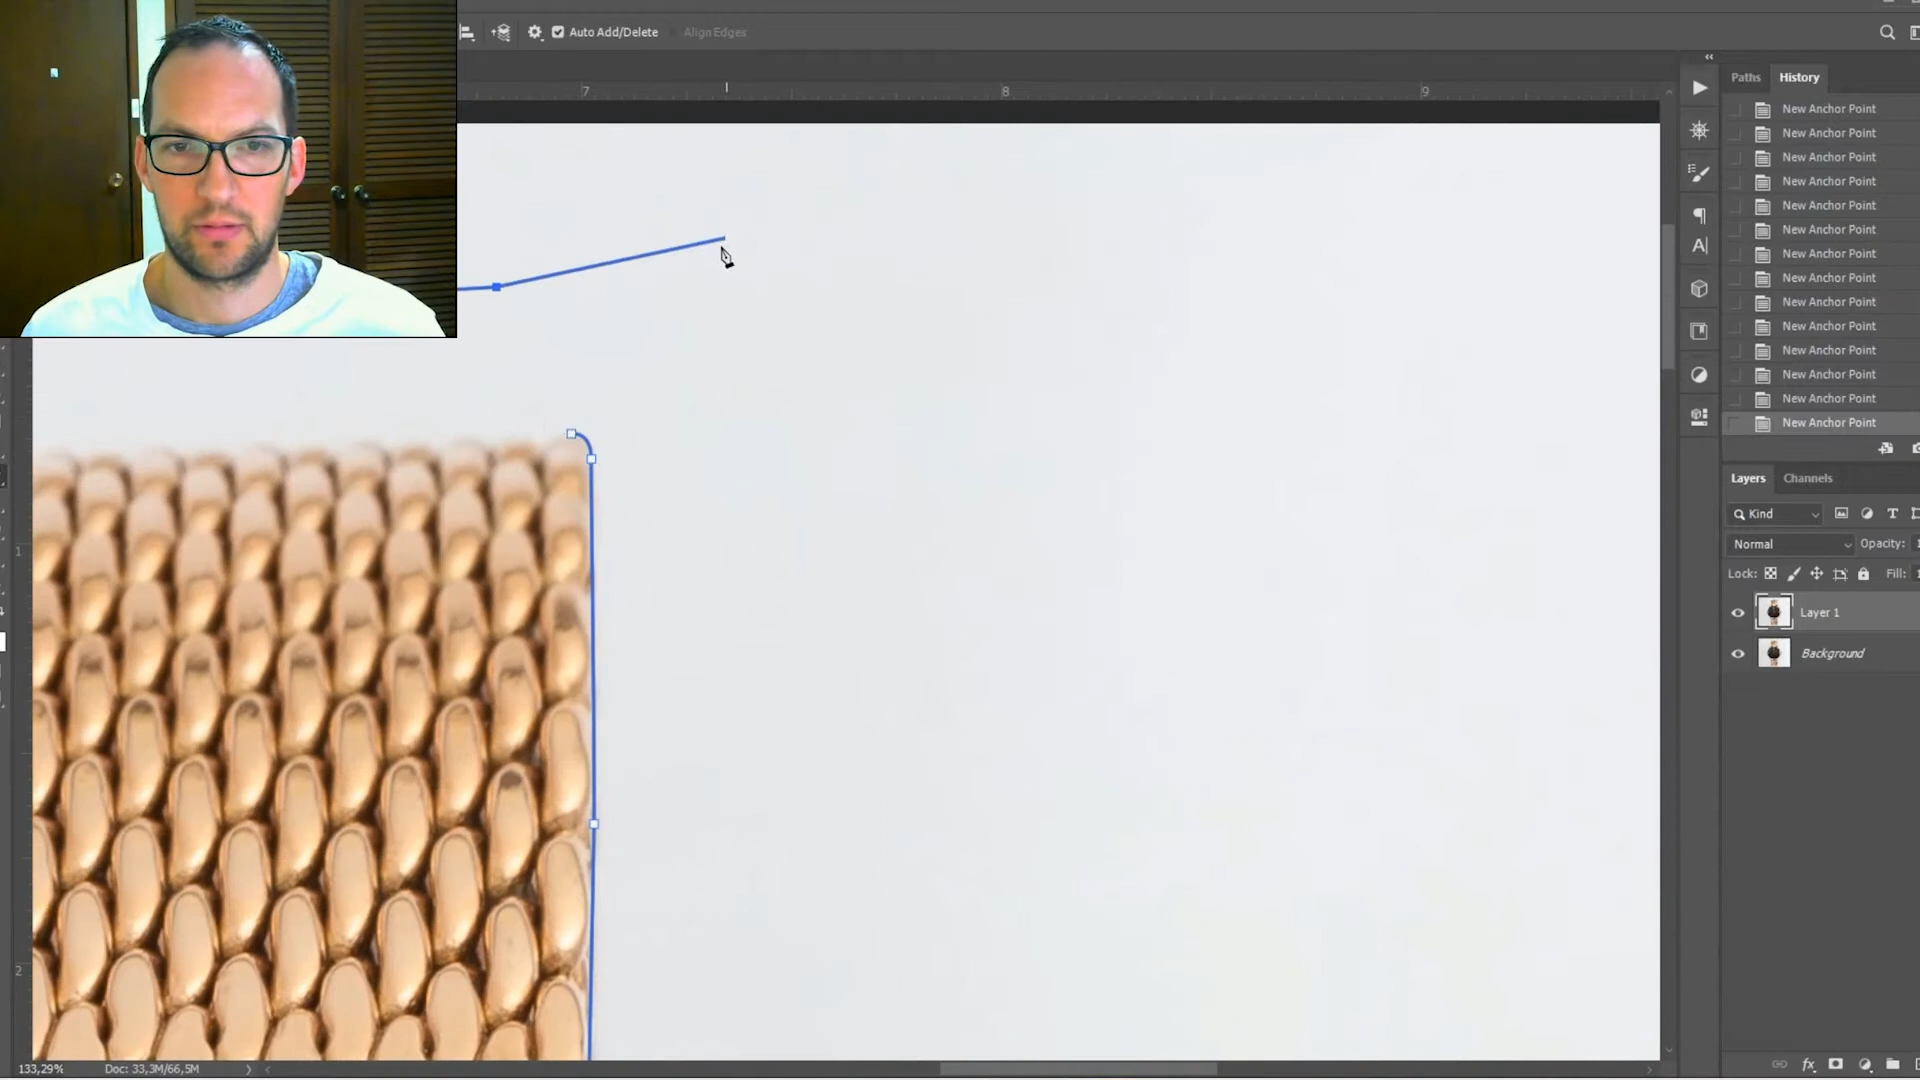 Auto Add/Delete
Align Edges
7
8
9
Paths
History
New Anchor Point
New Anchor Point
New Anchor Point
New Anchor Point
New Anchor Point
New Anchor Point
New Anchor Point
New Anchor Point
New Anchor Point
New Anchor Point
New Anchor Point
New Anchor Point
New Anchor Point
New Anchor Point
Layers
Channels
Kind
Normal
Opacity:
Lock:
Fill:
Layer 1
Background
1
2
133,29%
Doc: 33,3M/66,5M